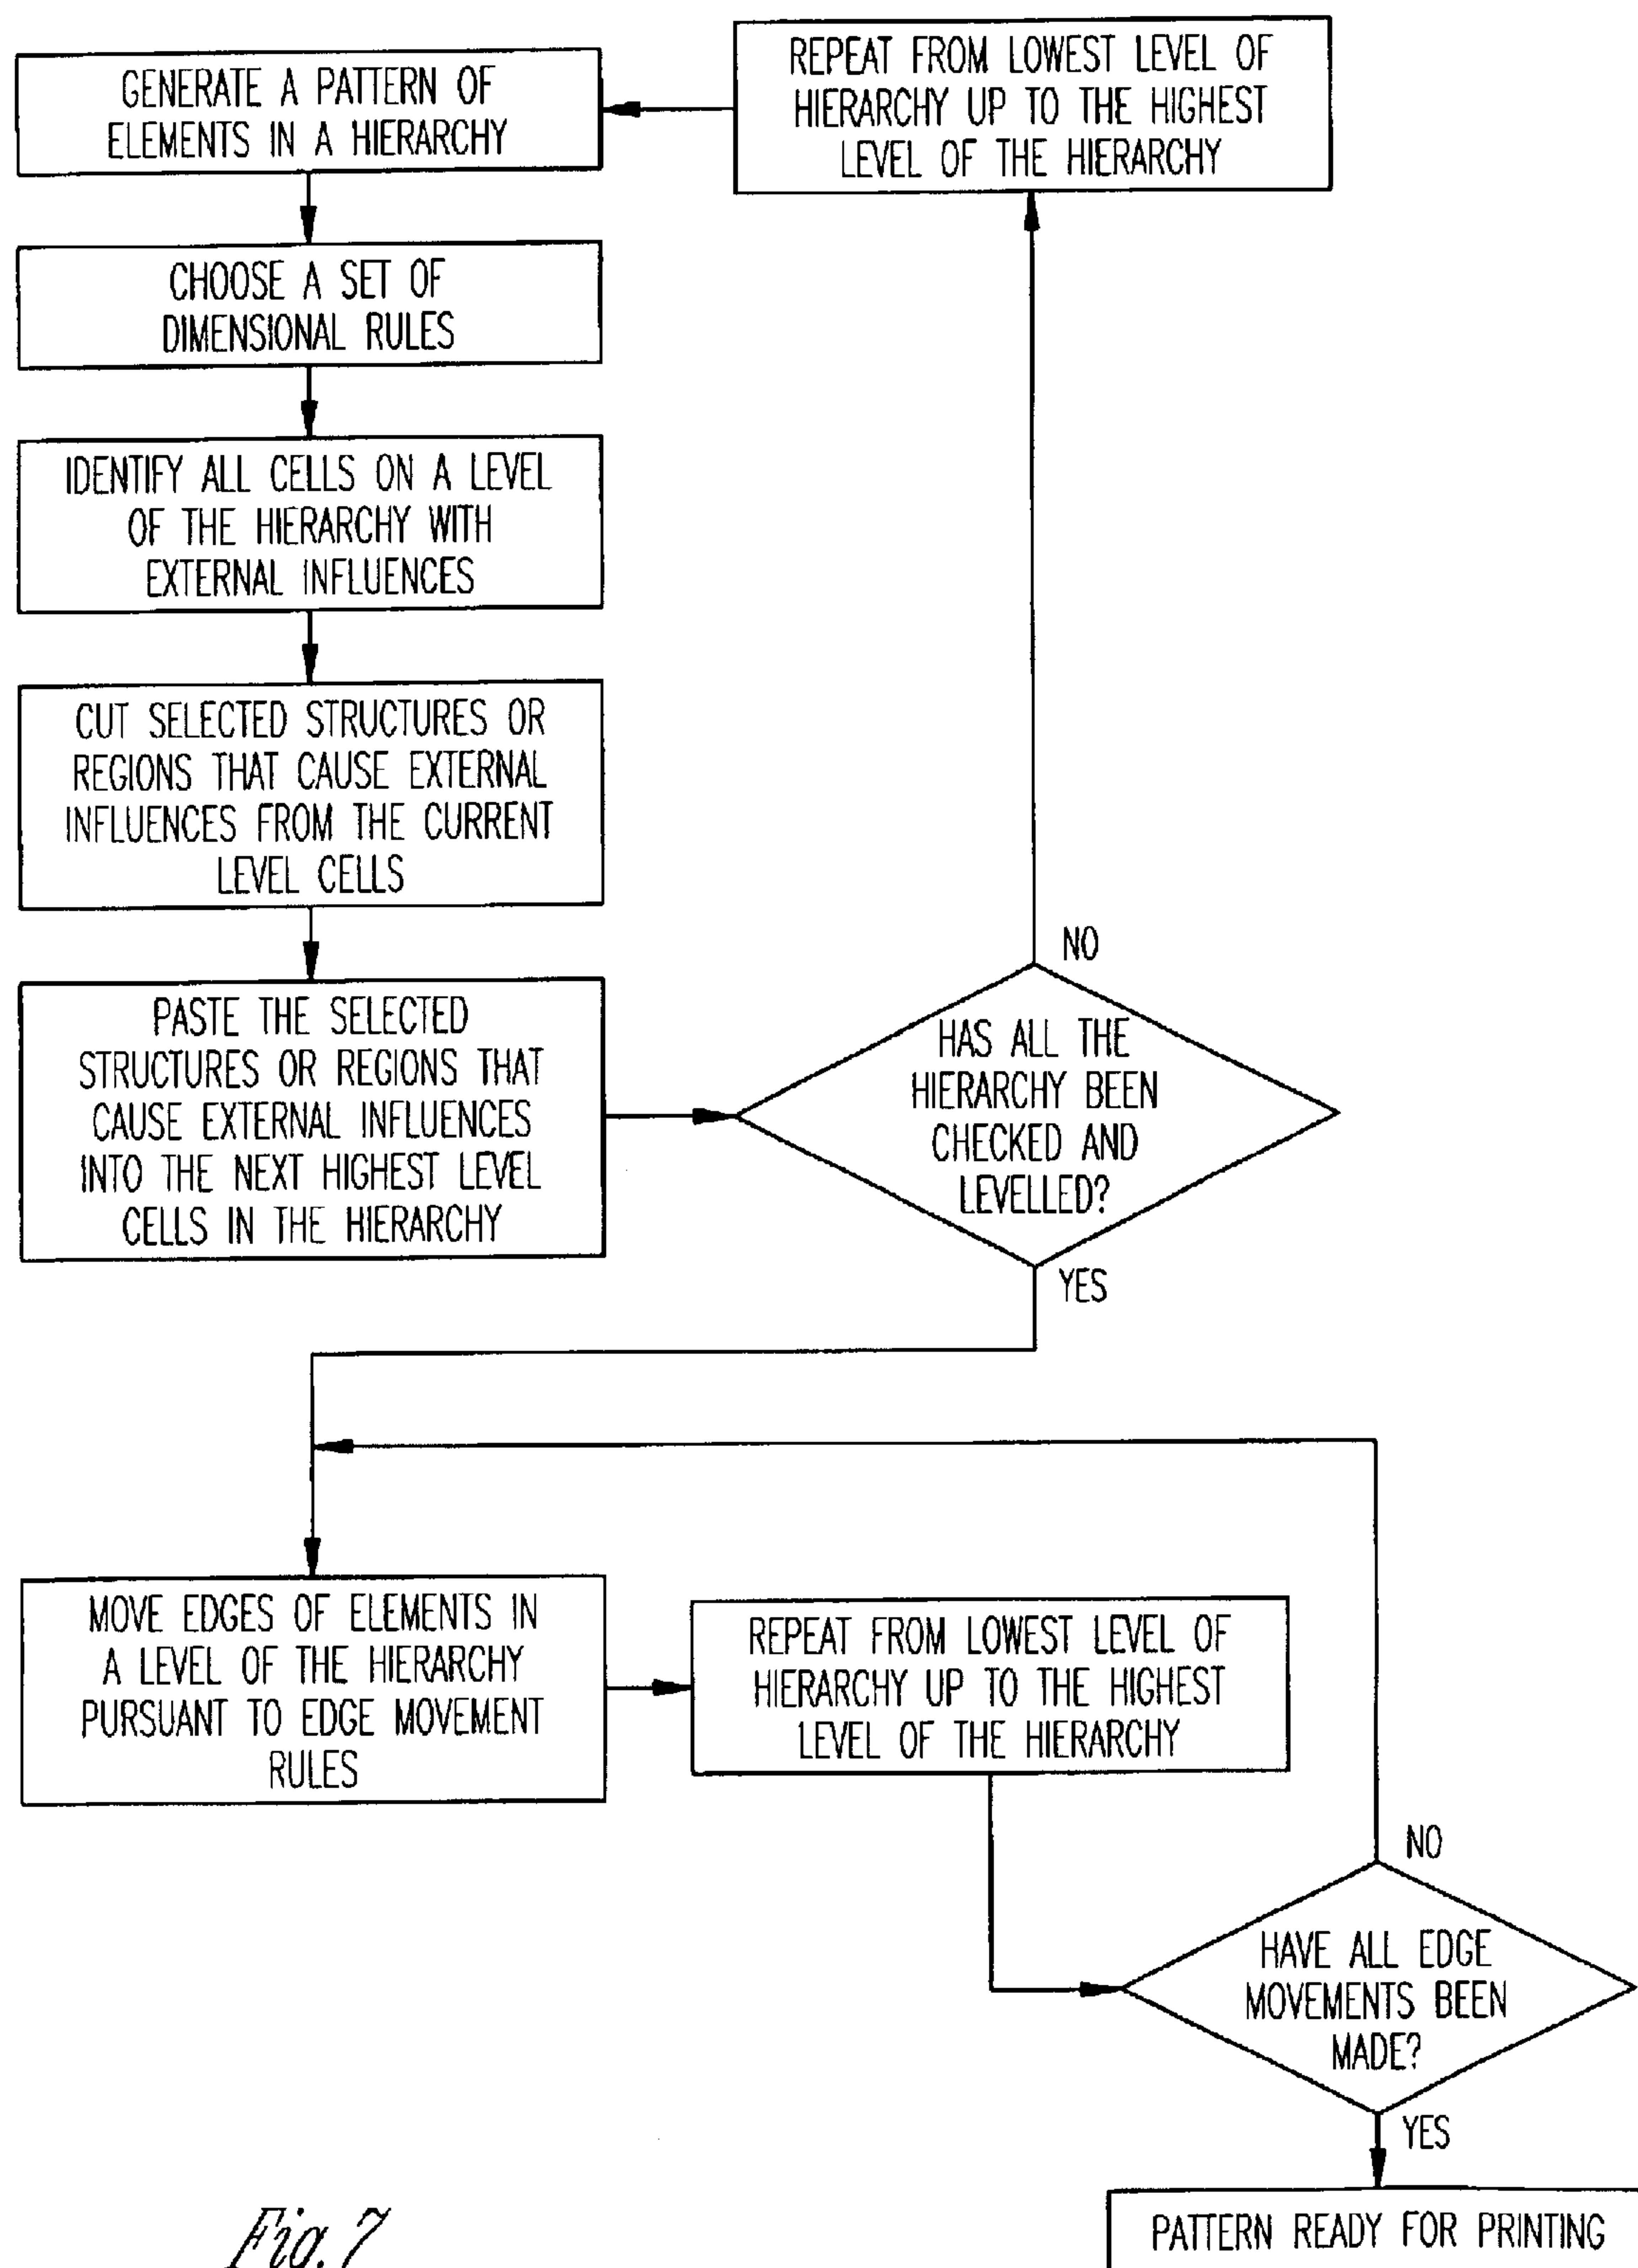 GENERATE A PATTERN OF
ELEMENTS IN A HIERARCHY
REPEAT FROM LOWEST LEVEL OF
HIERARCHY UP TO THE HIGHEST
LEVEL OF THE HIERARCHY
CHOOSE A SET OF
DIMENSIONAL RULES
IDENTIFY ALL CELLS ON A LEVEL
OF THE HIERARCHY WITH
EXTERNAL INFLUENCES
CUT SELECTED STRUCTURES OR
REGIONS THAT CAUSE EXTERNAL
INFLUENCES FROM THE CURRENT
LEVEL CELLS
PASTE THE SELECTED
STRUCTURES OR REGIONS THAT
CAUSE EXTERNAL INFLUENCES
INTO THE NEXT HIGHEST LEVEL
CELLS IN THE HIERARCHY
NO
HAS ALL THE
HIERARCHY BEEN
CHECKED AND
LEVELLED?
YES
MOVE EDGES OF ELEMENTS IN
A LEVEL OF THE HIERARCHY
PURSUANT TO EDGE MOVEMENT
RULES
REPEAT FROM LOWEST LEVEL OF
HIERARCHY UP TO THE HIGHEST
LEVEL OF THE HIERARCHY
NO
HAVE ALL EDGE
MOVEMENTS BEEN
MADE?
YES
PATTERN READY FOR PRINTING
Fig. 7